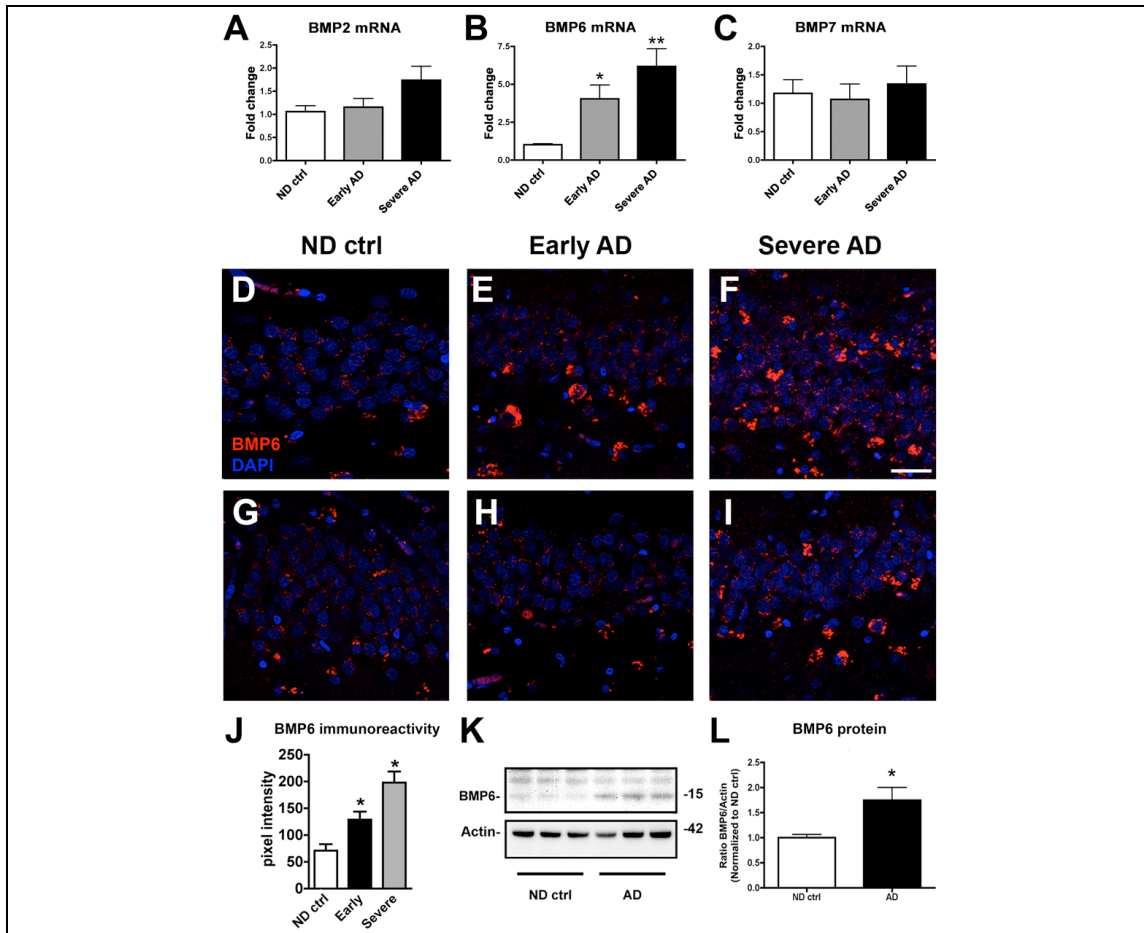 A BMP2 mRNA
Fold change
2.5
2.0
1.5
1.0
0.5
0.0
ND ctrl
Early AD
Severe AD
B BMP6 mRNA
Fold change
7.5
5.0
2.5
0.0
*
**
ND ctrl
Early AD
Severe AD
C BMP7 mRNA
Fold change
2.0
1.5
1.0
0.5
0.0
ND ctrl
Early AD
Severe AD
ND ctrl
Early AD
Severe AD
D
BMP6
DAPI
E
F
G
H
I
J BMP6 immunoreactivity
pixel intensity
250
200
150
100
50
0
*
*
ND ctrl
Early
Severe
K
BMP6-
-15
Actin-
-42
ND ctrl
AD
L BMP6 protein
Ratio BMP6/Actin
(Normalized to ND ctrl)
2.5
2.0
1.5
1.0
0.5
0.0
*
ND ctrl
AD